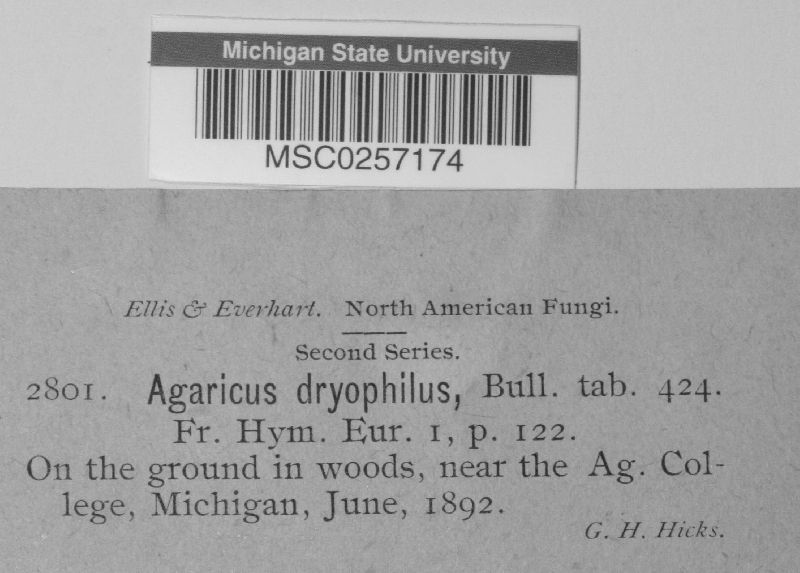 Michigan State University
MSC0257174
Ellis & Everhart. North American Fungi.
Second Series.
2801. Agaricus dryophilus, Bull. tab. 424.
Fr. Hym. Eur. 1, p. 122.
On the ground in woods, near the Ag. Col-
lege, Michigan, June, 1892.
G. H. Hicks.